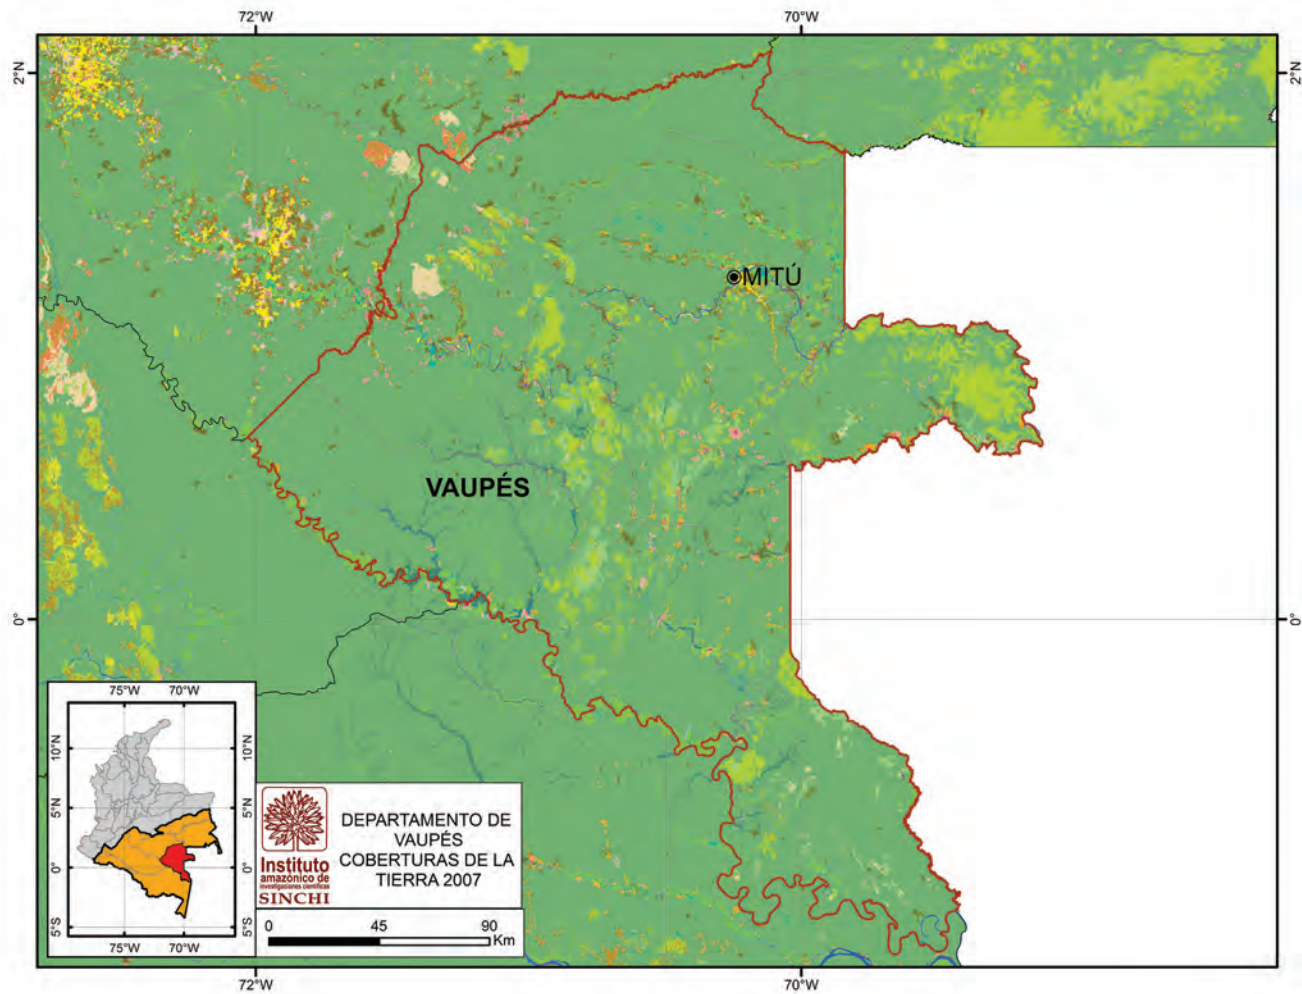 72°W
70°W
2°N
2°N
MITÚ
VAUPÉS
0°
0°
75°W
70°W
10°N
10°N
5°N
5°N
0°
0°
5°S
5°S
75°W
70°W
Instituto
amazónico de
investigaciones científicas
SINCHI
DEPARTAMENTO DE
VAUPÉS
COBERTURAS DE LA
TIERRA 2007
0
45
90
Km
72°W
70°W